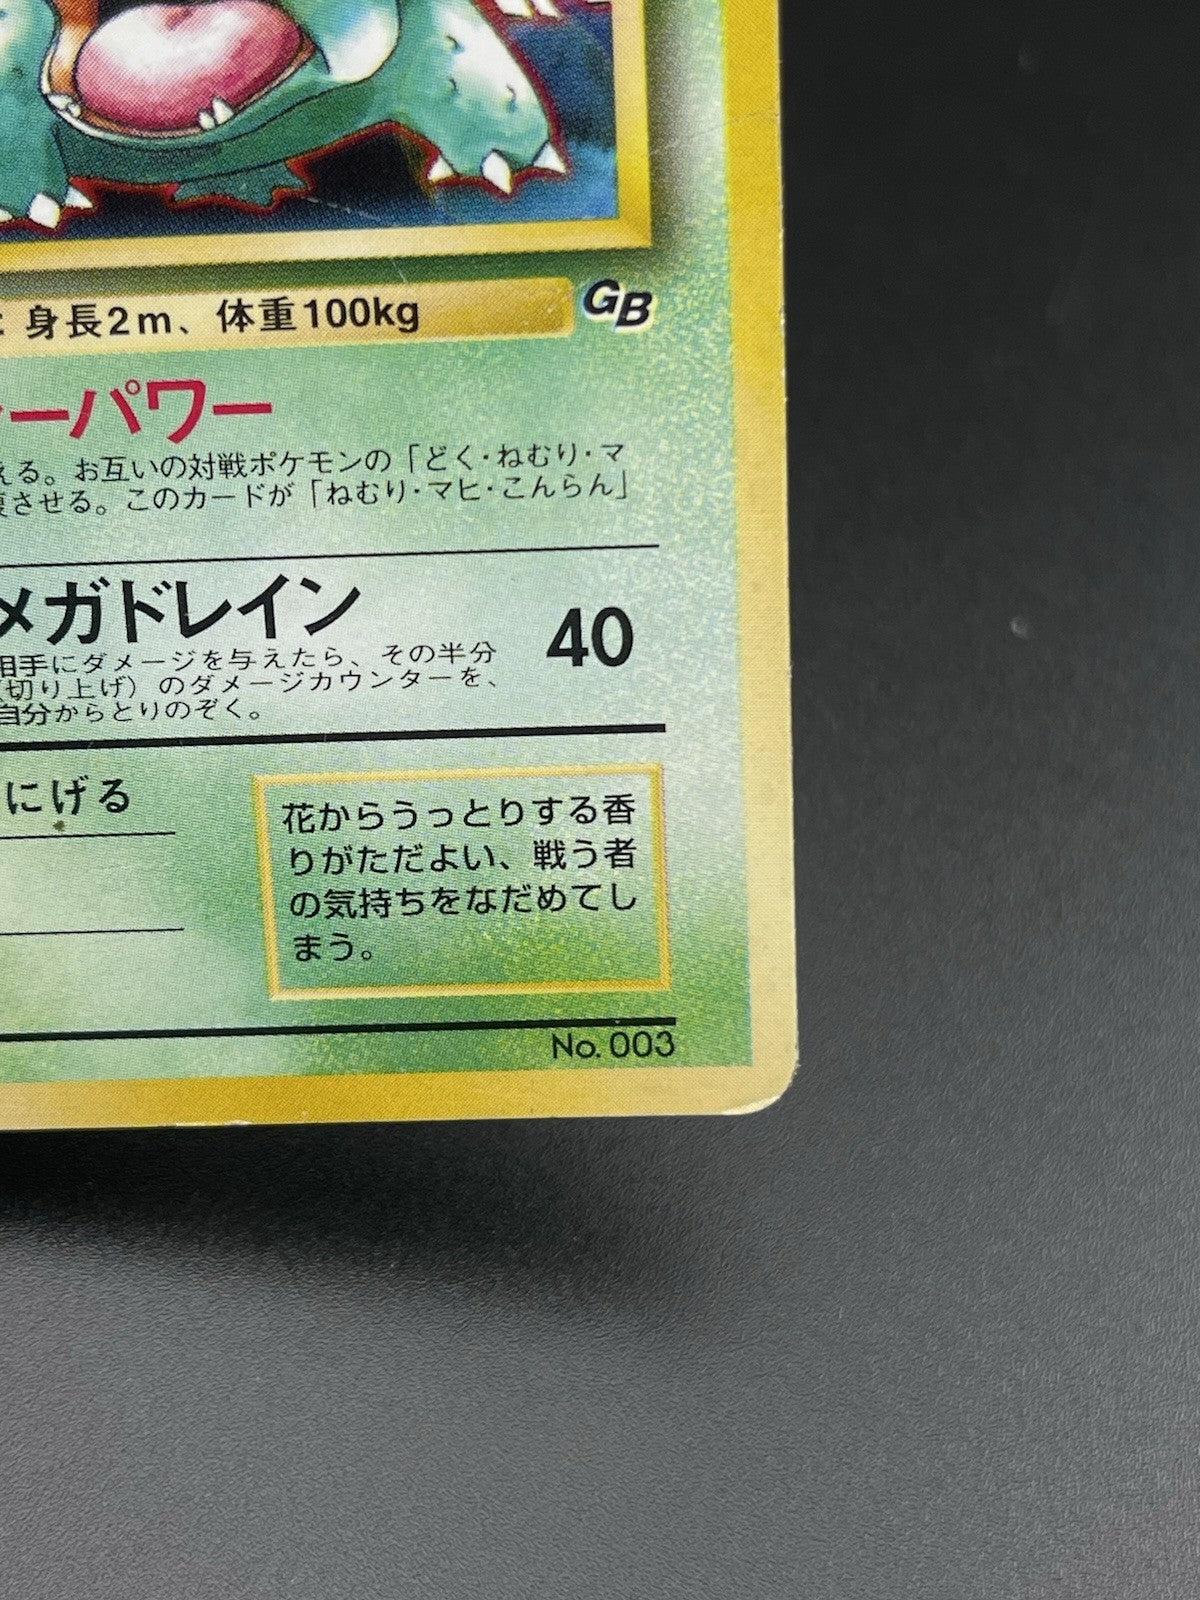 身長2m、体重100kg
GB
ーパワー
える。お互いの対戦ポケモンの「どく・ねむり・マ
復させる。このカードが「ねむり・マヒ・こんらん」
メガドレイン 40
相手にダメージを与えたら、その半分
(切り上げ)のダメージカウンターを、
自分からとりのぞく。
にげる
花からうっとりする香
りがただよい、戦う者
の気持ちをなだめてし
まう。
No. 003